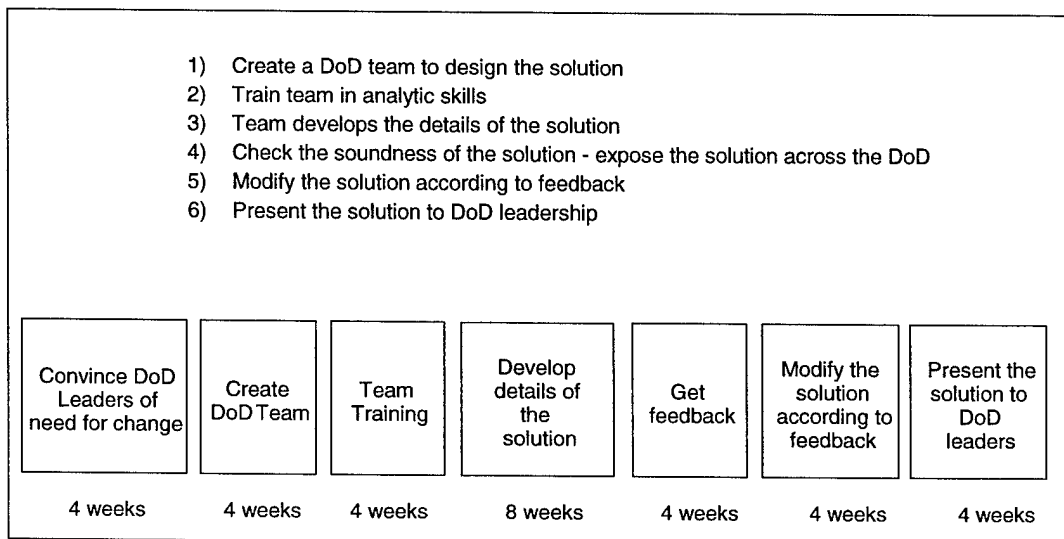 1) Create a DoD team to design the solution
2) Train team in analytic skills
3) Team develops the details of the solution
4) Check the soundness of the solution - expose the solution across the DoD
5) Modify the solution according to feedback
6) Present the solution to DoD leadership
Convince DoD
Leaders of
need for change
Create
DoD Team
Team
Training
Develop
details of
the
solution
Get
feedback
Modify the
solution
according to
feedback
Present the
solution to
DoD
leaders
4 weeks
4 weeks
4 weeks
8 weeks
4 weeks
4 weeks
4 weeks